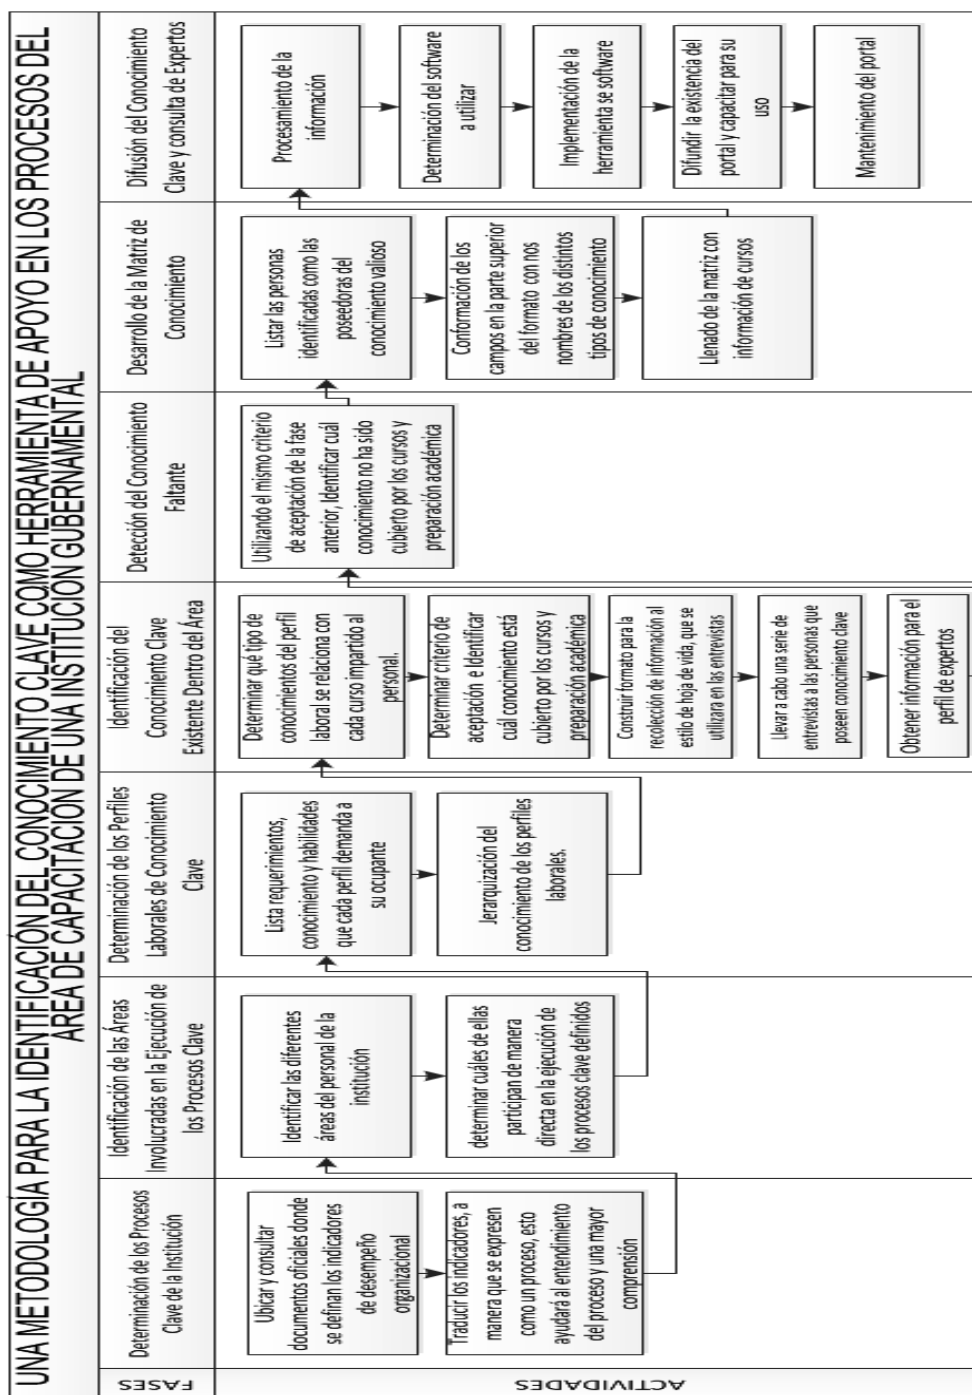 UNA METODOLOGÍA PARA LA IDENTIFICACIÓN DEL CONOCIMIENTO CLAVE COMO HERRAMIENTA DE APOYO EN LOS PROCESOS DEL
ÁREA DE CAPACITACION DE UNA INSTITUCION GUBERNAMENTAL
FASES
Determinación de los Procesos
Clave de la Institución
Identificación de las Áreas
Involucradas en la Ejecución de
los Procesos Clave
Determinación de los Perfiles
Laborales de Conocimiento
Clave
Identificación del
Conocimiento Clave
Existente Dentro del Área
Detección del Conocimiento
Faltante
Desarrollo de la Matriz de
Conocimiento
Difusión del Conocimiento
Clave y consulta de Expertos
ACTIVIDADES
Ubicar y consultar
documentos oficiales donde
se definan los indicadores
de desempeño
organizacional
Traducir los indicadores, a
manera que se expresen
como un proceso, esto
ayudará al entendimiento
del proceso y una mayor
comprensión
Identificar las diferentes
áreas del personal de la
institución
determinar cuáles de ellas
participan de manera
directa en la ejecución de
los procesos clave definidos
Lista requerimientos,
conocimiento y habilidades
que cada perfil demanda a
su ocupante
Jerarquización del
conocimiento de los perfiles
laborales.
Determinar qué tipo de
conocimientos del perfil
laboral se relaciona con
cada curso impartido al
personal.
Determinar criterio de
aceptación e Identificar
cuál conocimiento está
cubierto por los cursos y
preparación académica
Construir formato para la
recolección de información al
estilo de hoja de vida, que se
utilizara en las entrevistas
Llevar a cabo una serie de
entrevistas a las personas que
poseen conocimiento clave
Obtener información para el
perfil de expertos
Utilizando el mismo criterio
de aceptación de la fase
anterior, Identificar cuál
conocimiento no ha sido
cubierto por los cursos y
preparación académica
Listar las personas
identificadas como las
poseedoras del
conocimiento valioso
Conformación de los
campos en la parte superior
del formato con nos
nombres de los distintos
tipos de conocimiento
Llenado de la matriz con
información de cursos
Procesamiento de la
información
Determinación del software
a utilizar
Implementación de la
herramienta se software
Difundir la existencia del
portal y capacitar para su
uso
Mantenimiento del portal